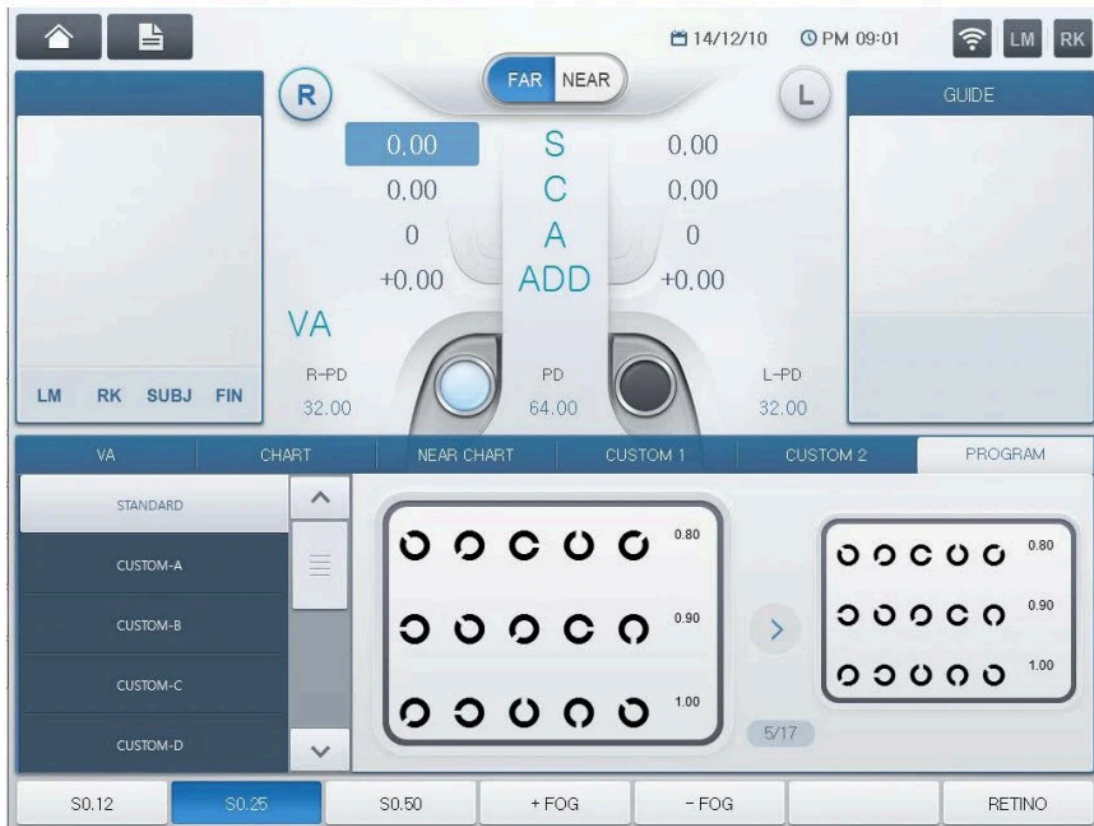 14/12/10 PM 09:01 LM RK
R FAR NEAR L GUIDE
0.00 S 0.00
0.00 C 0.00
0 A 0
+0.00 ADD +0.00
VA
R-PD PD L-PD
32.00 64.00 32.00
LM RK SUBJ FIN
VA CHART NEAR CHART CUSTOM 1 CUSTOM 2 PROGRAM
STANDARD
CUSTOM-A
CUSTOM-B
CUSTOM-C
CUSTOM-D
0.80
0.90
1.00
5/17
0.80
0.90
1.00
S0.12 S0.25 S0.50 + FOG - FOG RETINO